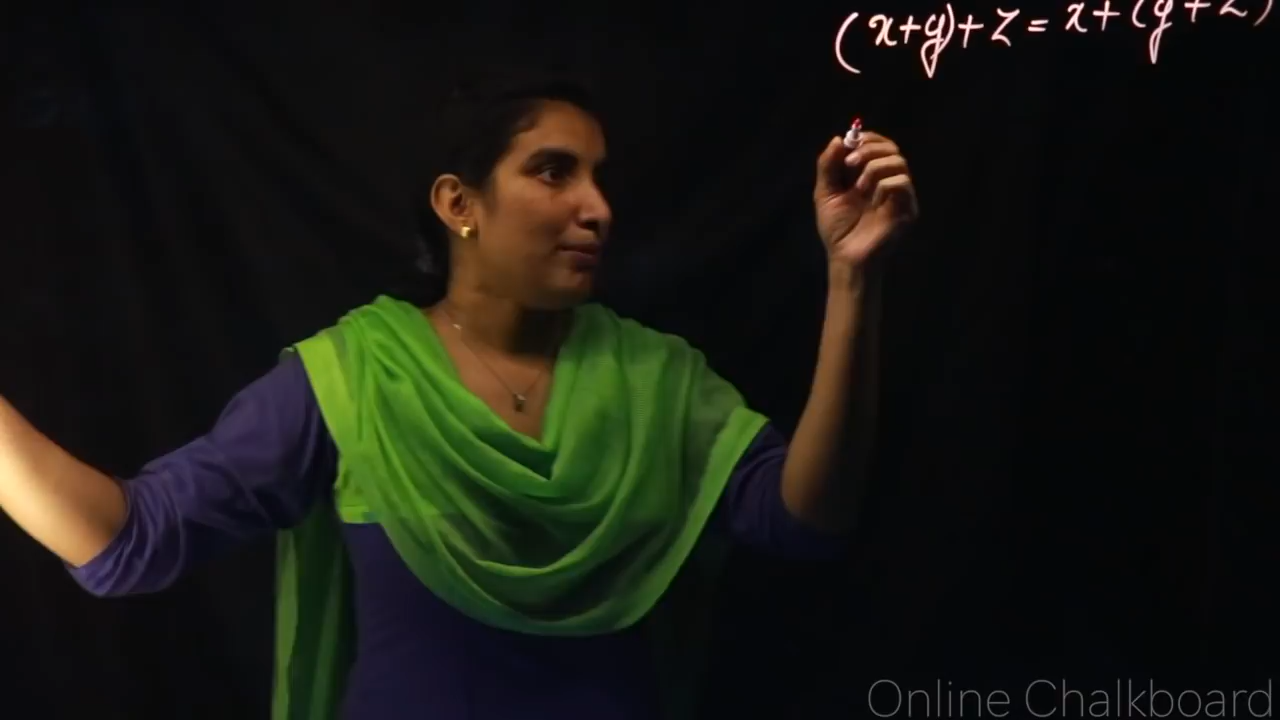 (x+y)+z = x+(y+z)
Online Chalkboard